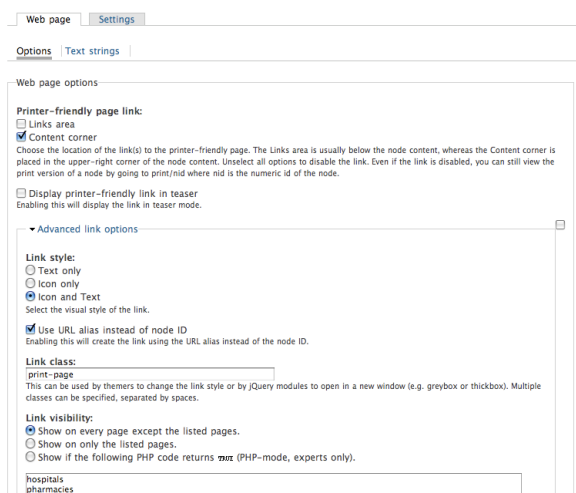 Web page Settings
Options Text strings
Web page options
Printer-friendly page link:
Links area
Content corner
Choose the location of the link(s) to the printer-friendly page. The Links area is usually below the node content, whereas the Content corner is
placed in the upper-right corner of the node content. Unselect all options to disable the link. Even if the link is disabled, you can still view the
print version of a node by going to print/nid where nid is the numeric id of the node.
Display printer-friendly link in teaser
Enabling this will display the link in teaser mode.
Advanced link options
Link style:
Text only
Icon only
Icon and Text
Select the visual style of the link.
Use URL alias instead of node ID
Enabling this will create the link using the URL alias instead of the node ID.
Link class:
print-page
This can be used by themers to change the link style or by jQuery modules to open in a new window (e.g. greybox or thickbox). Multiple
classes can be specified, separated by spaces.
Link visibility:
Show on every page except the listed pages.
Show on only the listed pages.
Show if the following PHP code returns TRUE (PHP-mode, experts only).
hospitals
pharmacies